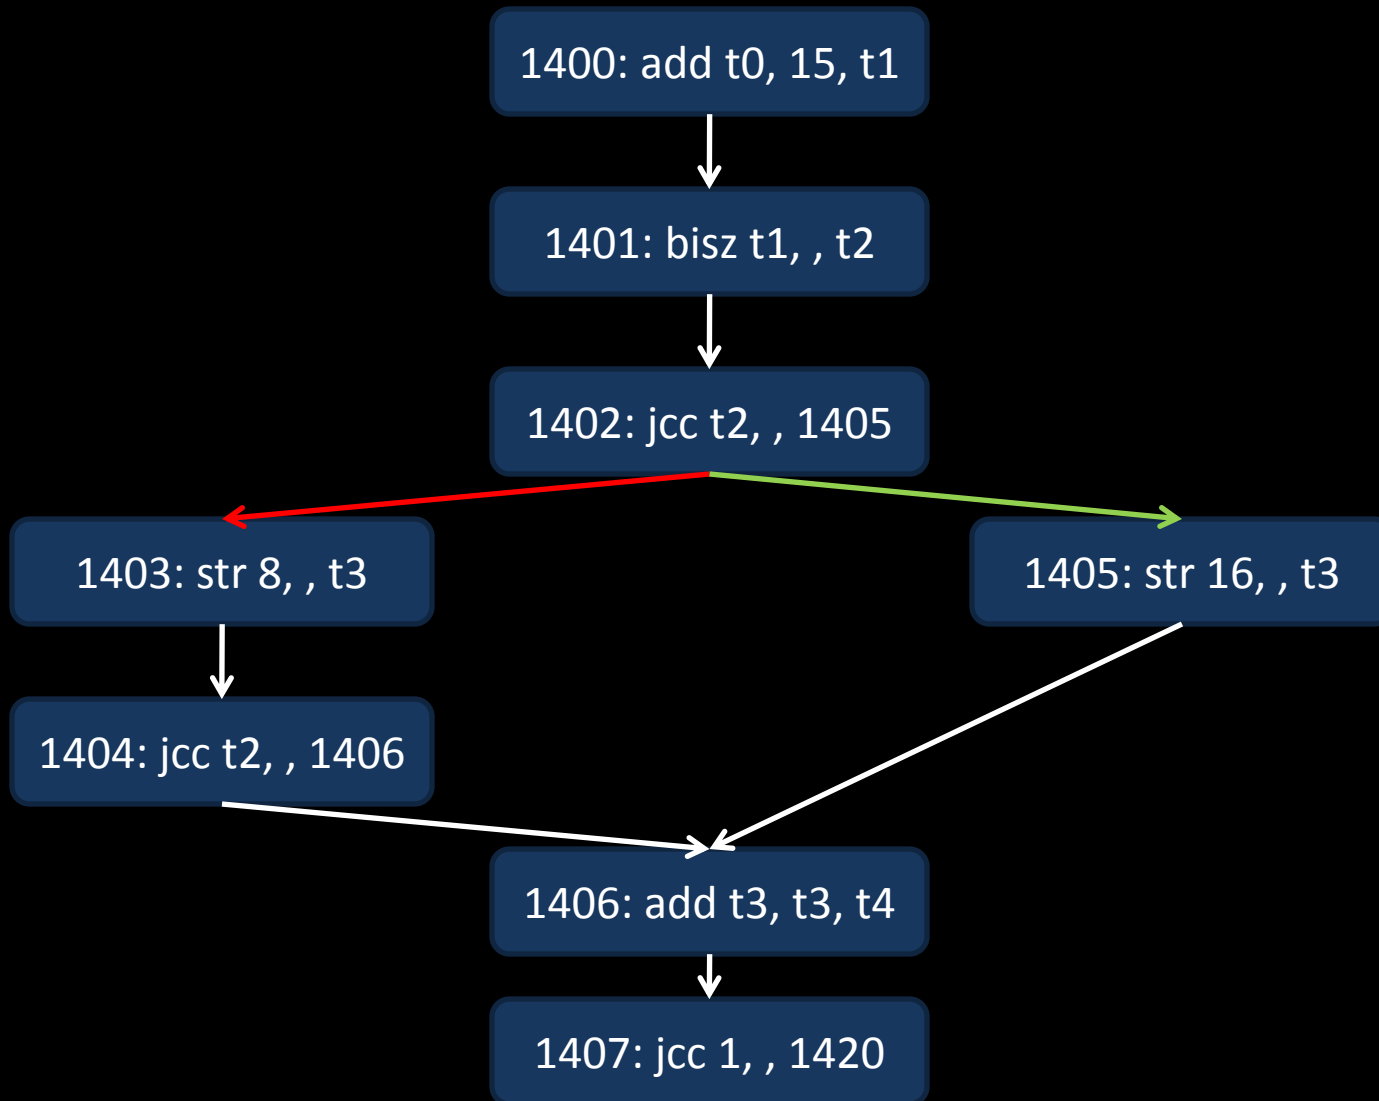 1400: add t0, 15, t1
1401: bisz t1, , t2
1402: jcc t2, , 1405
1403: str 8, , t3
1405: str 16, , t3
1404: jcc t2, , 1406
1406: add t3, t3, t4
1407: jcc 1, , 1420